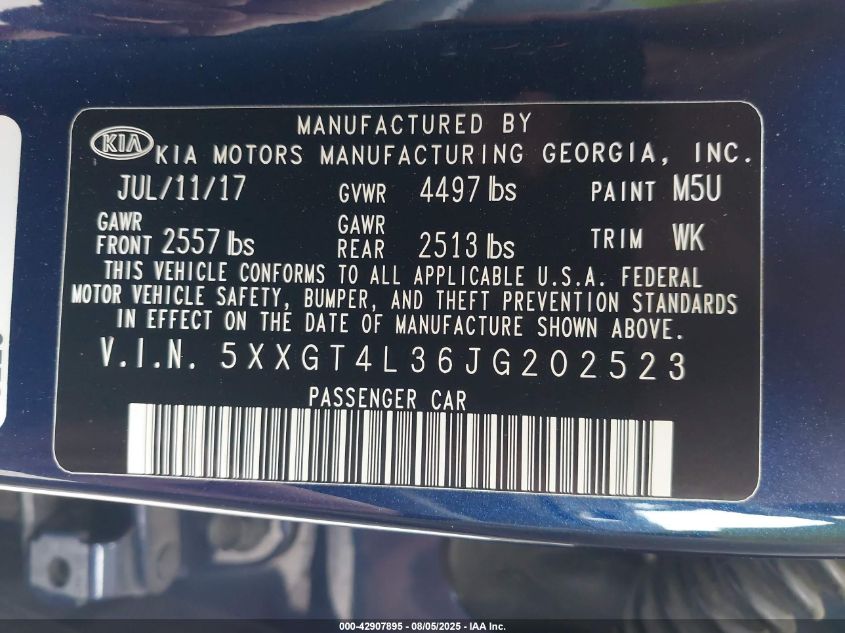 MANUFACTURED BY
KIA KIA MOTORS MANUFACTURING GEORGIA, INC.
JUL/11/17 GVWR 4497 lbs PAINT M5U
GAWR FRONT 2557 lbs GAWR REAR 2513 lbs TRIM WK
THIS VEHICLE CONFORMS TO ALL APPLICABLE U.S.A. FEDERAL
MOTOR VEHICLE SAFETY, BUMPER, AND THEFT PREVENTION STANDARDS
IN EFFECT ON THE DATE OF MANUFACTURE SHOWN ABOVE.
V.I.N. 5XXGT4L36JG202523
PASSENGER CAR
000-42907895 - 08/05/2025 - IAA Inc.